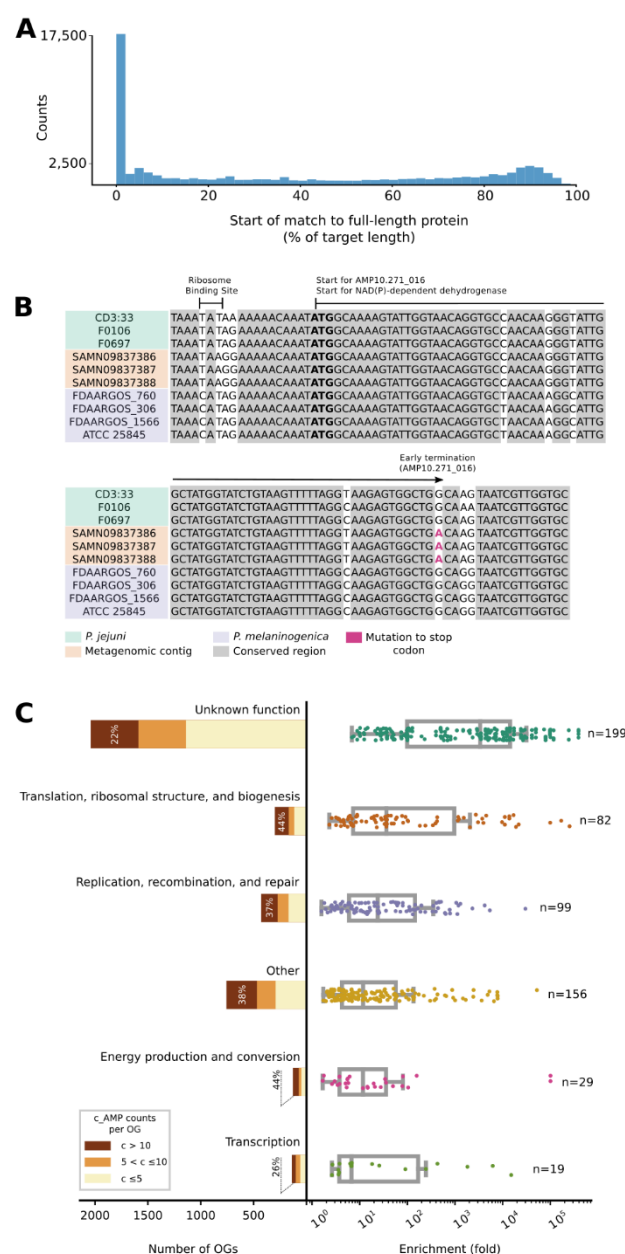 A
17,500
2,500
Counts
0 20 40 60 80 100
Start of match to full-length protein
(% of target length)
B
Ribosome
Binding Site
Start for AMP10.271_016
Start for NAD(P)-dependent dehydrogenase
CD3:33 TAAATATAAAAAAACAAATATGGCAAAAGTATTGGTAACAGGTGCCAACAAGGGTATTG
F0106 TAAATATAGAAAAACAAATATGGCAAAAGTATTGGTAACAGGTGCCAACAAGGGTATTG
F0697 TAAATATAGAAAAACAAATATGGCAAAAGTATTGGTAACAGGTGCCAACAAGGGTATTG
SAMN09837386 TAAATAAGGAAAAACAAATATGGCAAAAGTATTGGTAACAGGTGCTAACAAGGGTATTG
SAMN09837387 TAAATAAGGAAAAACAAATATGGCAAAAGTATTGGTAACAGGTGCTAACAAGGGTATTG
SAMN09837388 TAAATAAGGAAAAACAAATATGGCAAAAGTATTGGTAACAGGTGCTAACAAGGGTATTG
FDAARGOS_760 TAAACATAGAAAAACAAATATGGCAAAAGTATTGGTAACAGGTGCTAACAAAGGCATTG
FDAARGOS_306 TAAACATAGAAAAACAAATATGGCAAAAGTATTGGTAACAGGTGCTAACAAAGGCATTG
FDAARGOS_1566 TAAACATAGAAAAACAAATATGGCAAAAGTATTGGTAACAGGTGCTAACAAAGGCATTG
ATCC 25845 TAAACATAGAAAAACAAATATGGCAAAAGTATTGGTAACAGGTGCTAACAAAGGCATTG
Early termination
(AMP10.271_016)
CD3:33 GCTATGGTATCTGTAAGTTTTTAGGTAAGAGTGGCTGGCAAGTAATCGTTGGTGC
F0106 GCTATGGTATCTGTAAGTTTTTAGGTAAGAGTGGCTGGCAAATAATCGTTGGTGC
F0697 GCTATGGTATCTGTAAGTTTTTAGGCAAGAGTGGCTGGCAAGTAATCGTTGGTGC
SAMN09837386 GCTATGGTATCTGTAAGTTTTTAGGTAAGAGTGGCTGACAAGTAATCGTTGGTGC
SAMN09837387 GCTATGGTATCTGTAAGTTTTTAGGTAAGAGTGGCTGACAAGTAATCGTTGGTGC
SAMN09837388 GCTATGGTATCTGTAAGTTTTTAGGTAAGAGTGGCTGACAAGTAATCGTTGGTGC
FDAARGOS_760 GCTATGGTATCTGTAAGTTTTTAGGCAAGAGTGGCTGGCAGGTAATCGTTGGTGC
FDAARGOS_306 GCTATGGTATCTGTAAGTTTTTAGGCAAGAGTGGCTGGCAGGTAATCGTTGGTGC
FDAARGOS_1566 GCTATGGTATCTGTAAGTTTTTAGGCAAGAGTGGCTGGCAGGTAATCGTTGGTGC
ATCC 25845 GCTATGGTATCTGTAAGTTTTTAGGCAAGAGTGGCTGGCAGGTAATCGTTGGTGC
P. jejuni
P. melaninogenica
Mutation to stop
codon
Metagenomic contig
Conserved region
C
Unknown function
22%
n=199
Translation, ribosomal structure, and biogenesis
44%
n=82
Replication, recombination, and repair
37%
n=99
Other
38%
n=156
Energy production and conversion
44%
n=29
Transcription
26%
n=19
c_AMP counts
per OG
c > 10
5 < c ≤10
c ≤5
2000 1500 1000 500
Number of OGs
10⁰ 10¹ 10² 10³ 10⁴ 10⁵
Enrichment (fold)